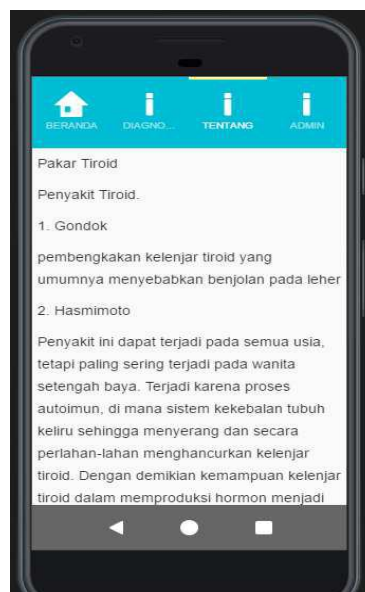 BERANDA DIAGNO... TENTANG ADMIN
Pakar Tiroid
Penyakit Tiroid.
1. Gondok
pembengkakan kelenjar tiroid yang
umumnya menyebabkan benjolan pada leher
2. Hasmimoto
Penyakit ini dapat terjadi pada semua usia,
tetapi paling sering terjadi pada wanita
setengah baya. Terjadi karena proses
autoimun, di mana sistem kekebalan tubuh
keliru sehingga menyerang dan secara
perlahan-lahan menghancurkan kelenjar
tiroid. Dengan demikian kemampuan kelenjar
tiroid dalam memproduksi hormon menjadi